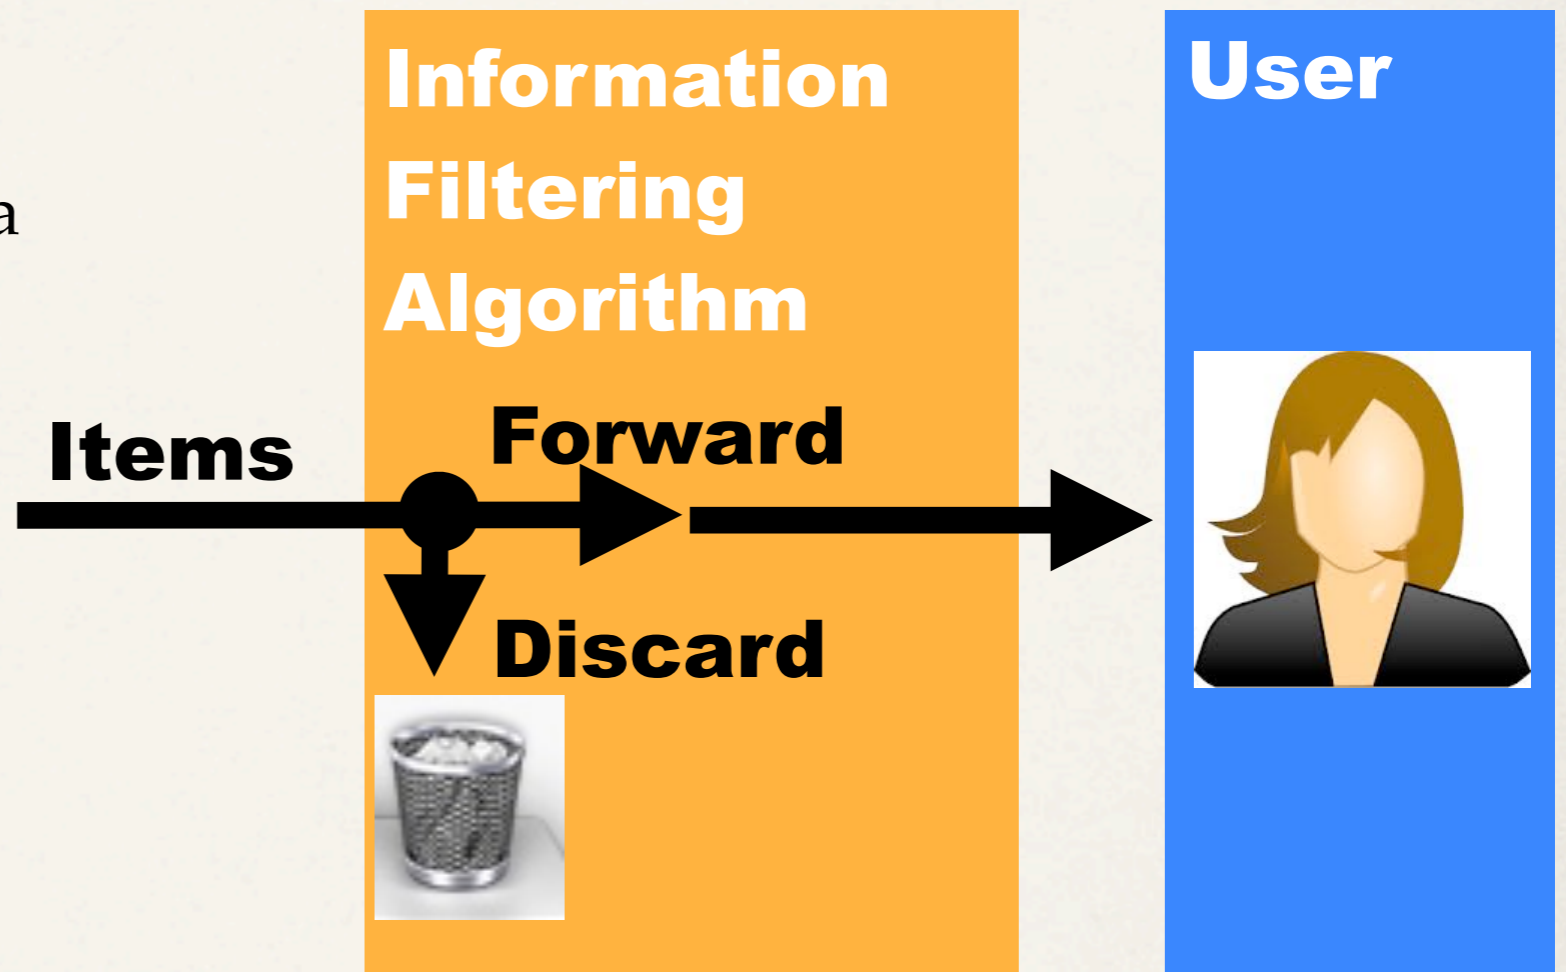 Information
Filtering
Algorithm
User
a
Items
Forward
Discard